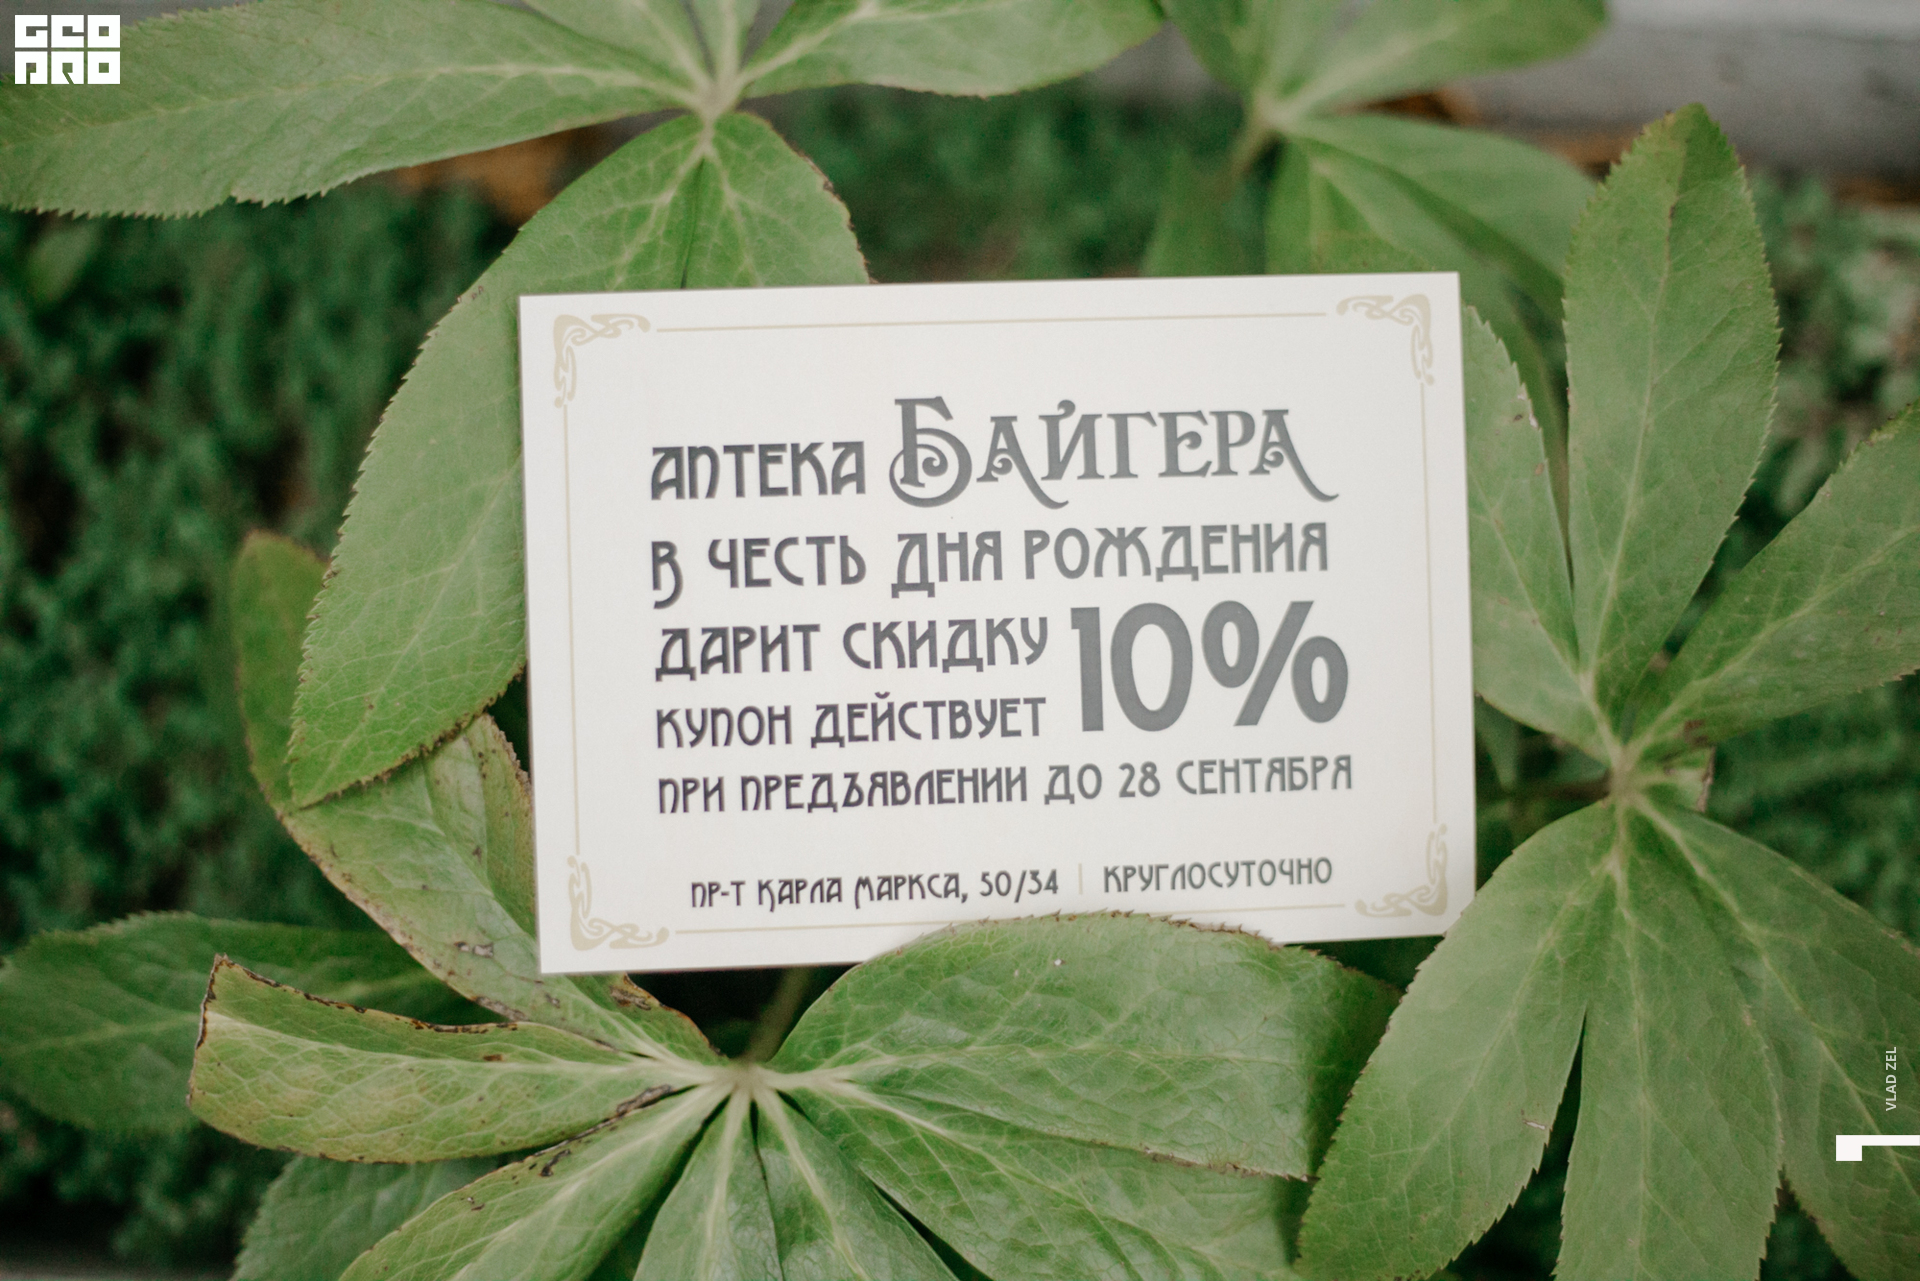 GEO
PRO
АПТЕКА БАЙГЕРА
В ЧЕСТЬ ДНЯ РОЖДЕНИЯ
ДАРИТ СКИДКУ 10%
КУПОН ДЕЙСТВУЕТ
ПРИ ПРЕДЪЯВЛЕНИИ ДО 28 СЕНТЯБРЯ
ПР-Т КАРЛА МАРКСА, 50/34 | КРУГЛОСУТОЧНО
VLAD ZEL